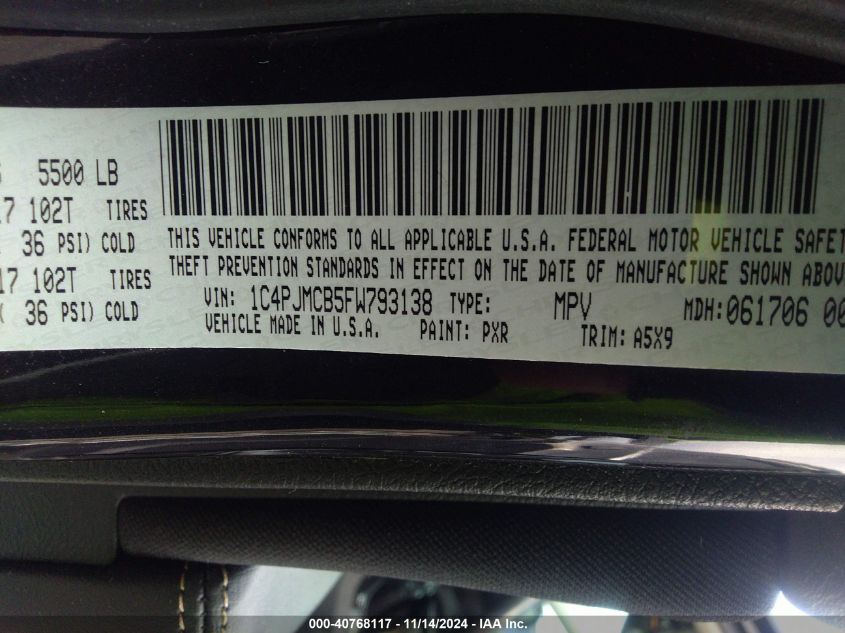 5500 LB
102T TIRES
36 PSI) COLD
17 102T TIRES
( 36 PSI) COLD
THIS VEHICLE CONFORMS TO ALL APPLICABLE U.S.A. FEDERAL MOTOR VEHICLE SAFET
THEFT PREVENTION STANDARDS IN EFFECT ON THE DATE OF MANUFACTURE SHOWN ABOV
VIN: 1C4PJMCB5FW793138 TYPE: MPV MDH:061706 00
VEHICLE MADE IN U.S.A. PAINT: PXR TRIM: A5X9
000-40768117 - 11/14/2024 - IAA Inc.